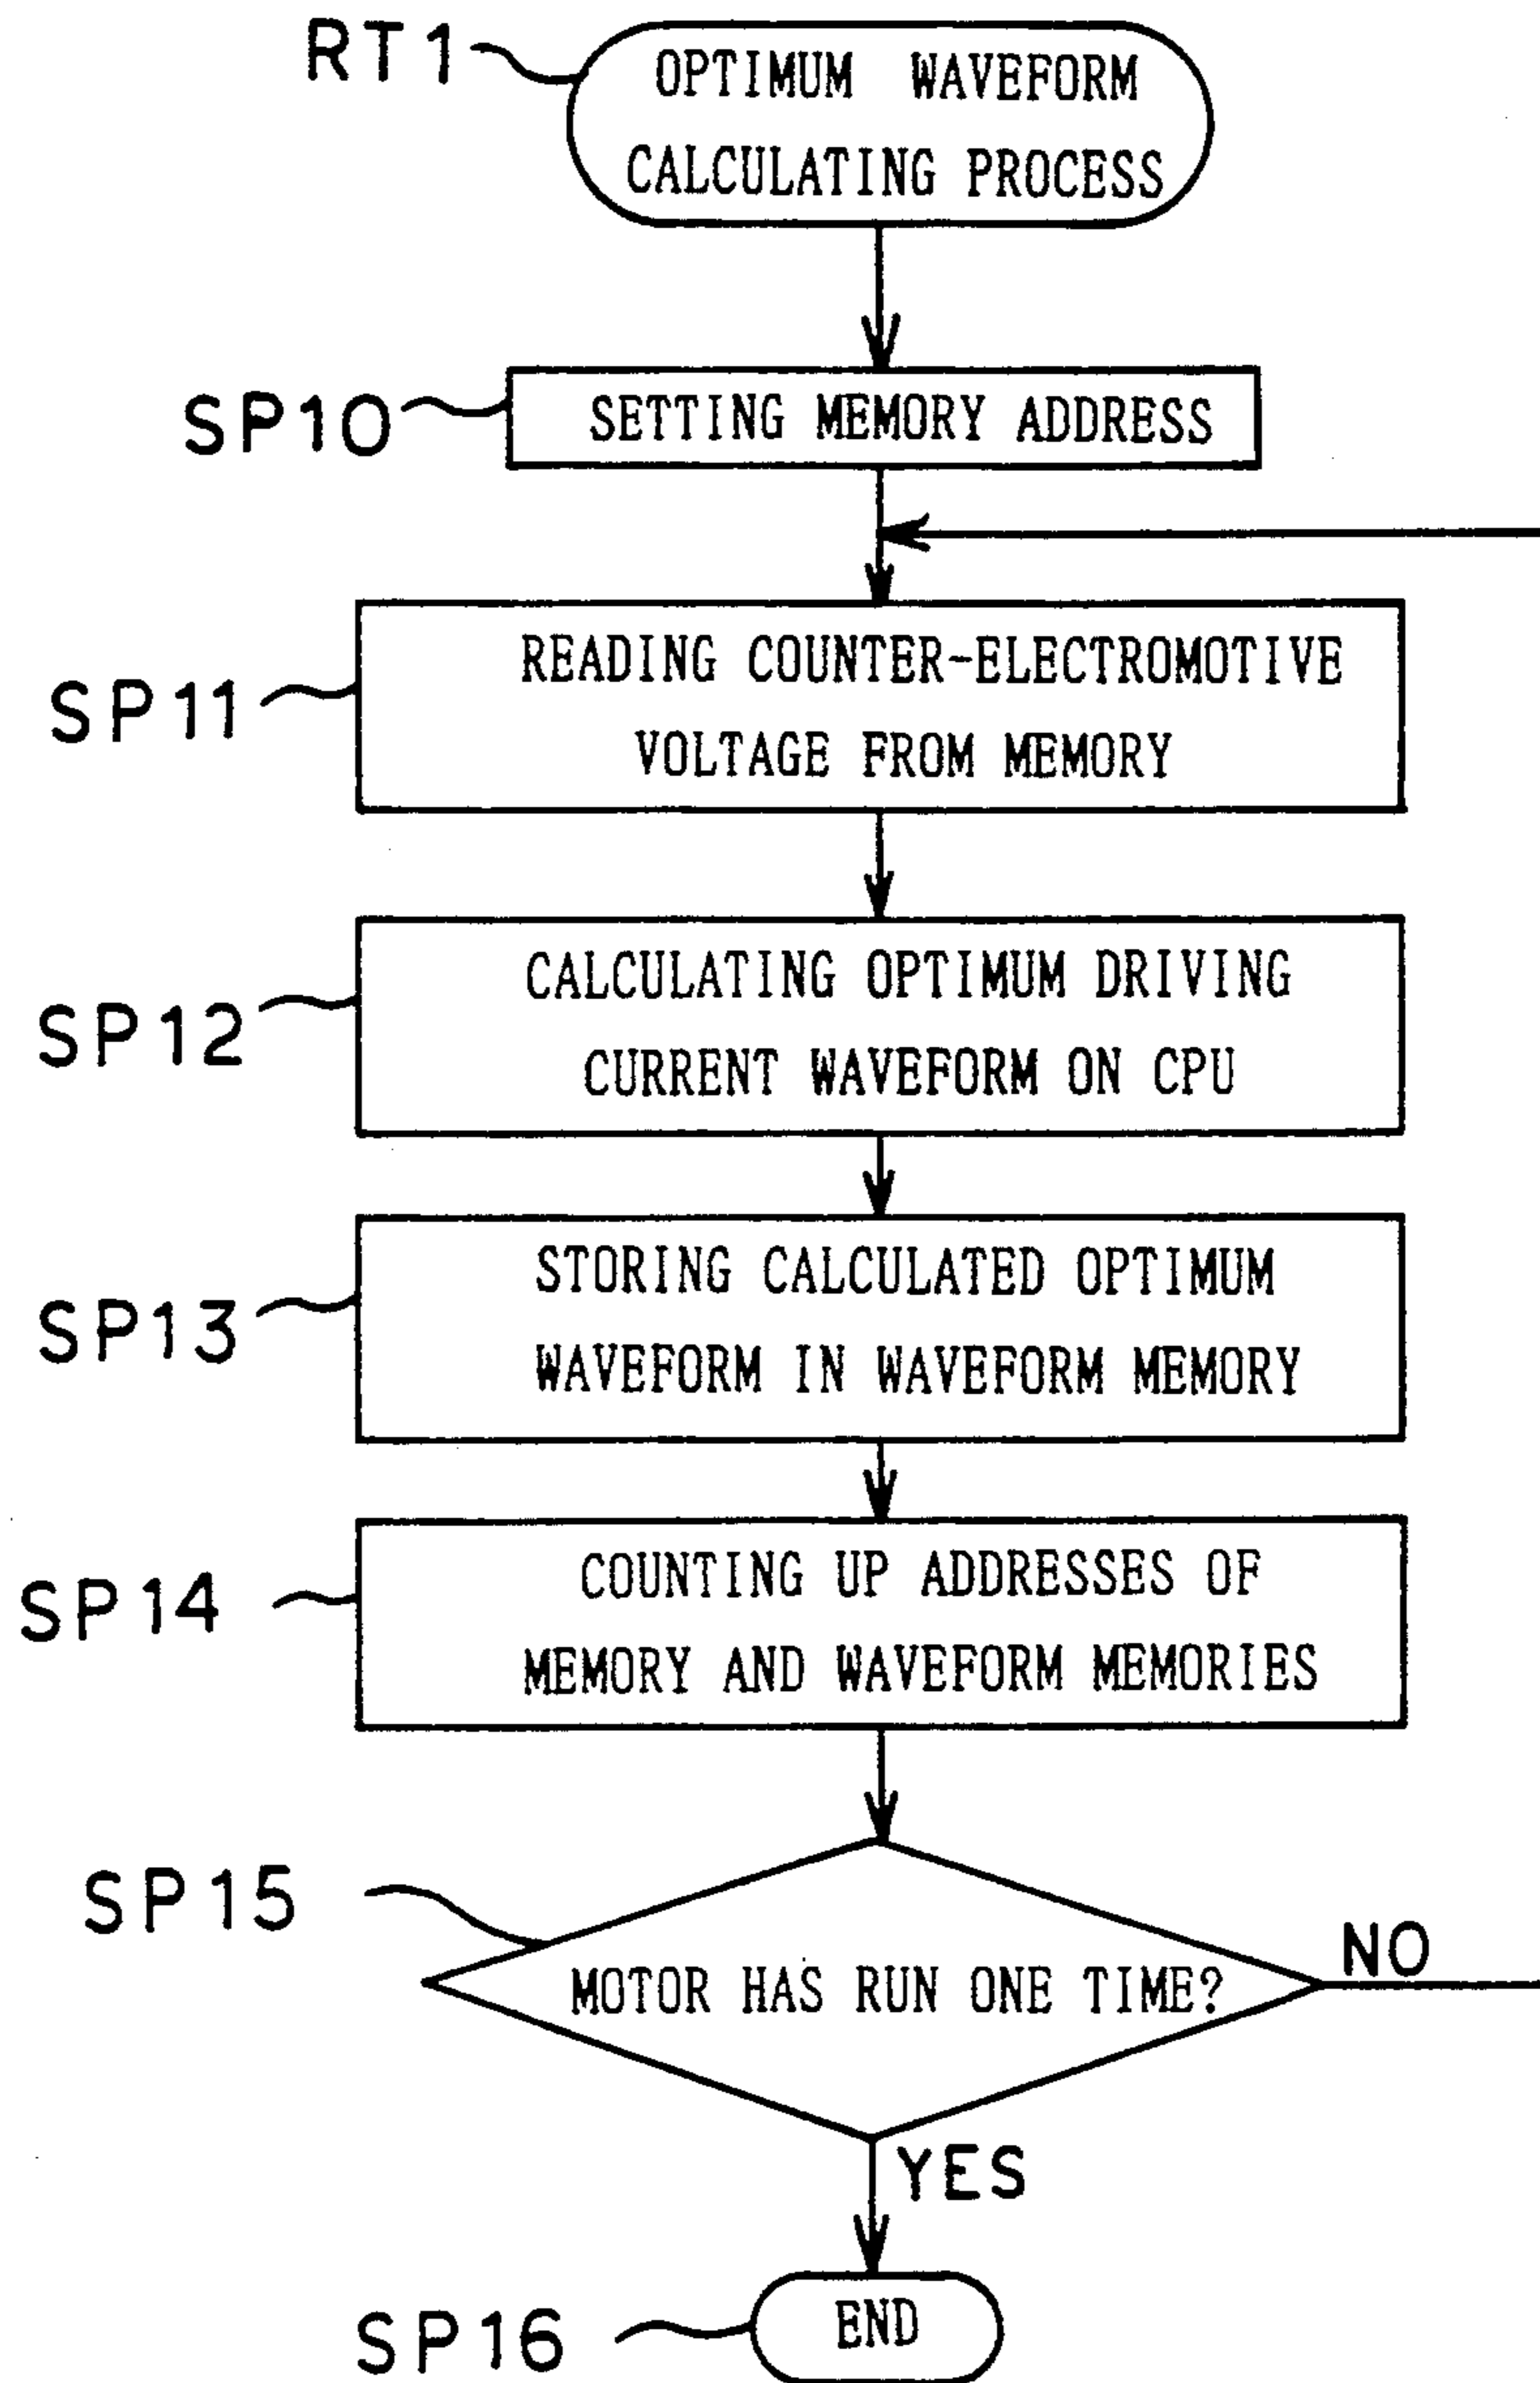 RT1
OPTIMUM WAVEFORM
CALCULATING PROCESS
SP10
SETTING MEMORY ADDRESS
SP11
READING COUNTER-ELECTROMOTIVE
VOLTAGE FROM MEMORY
SP12
CALCULATING OPTIMUM DRIVING
CURRENT WAVEFORM ON CPU
SP13
STORING CALCULATED OPTIMUM
WAVEFORM IN WAVEFORM MEMORY
SP14
COUNTING UP ADDRESSES OF
MEMORY AND WAVEFORM MEMORIES
SP15
MOTOR HAS RUN ONE TIME?
NO
YES
SP16
END